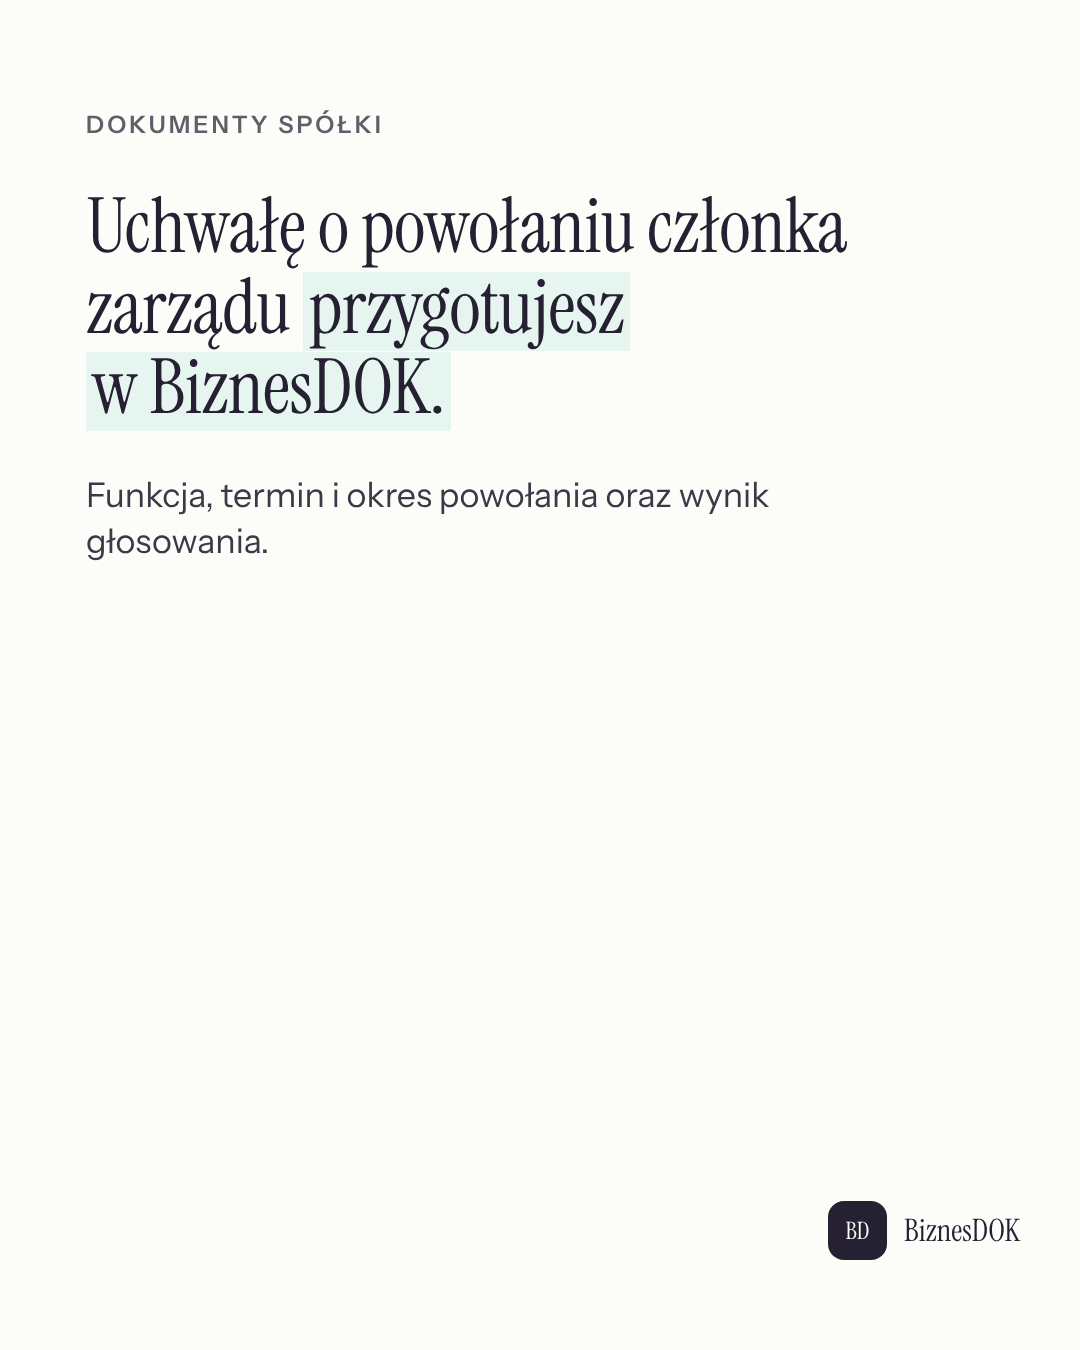 DOKUMENTY SPÓŁKI
Uchwałę o powołaniu członka
zarządu przygotujesz
w BiznesDOK.
Funkcja, termin i okres powołania oraz wynik
głosowania.
BD BiznesDOK